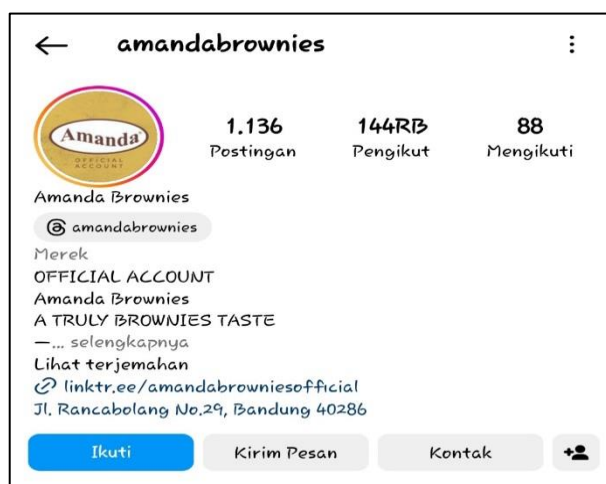 amandabrownies
Amanda
OFFICIAL
ACCOUNT
1.136 144RB 88
Postingan Pengikut Mengikuti
Amanda Brownies
amandabrownies
Merek
OFFICIAL ACCOUNT
Amanda Brownies
A TRULY BROWNIES TASTE
—... selengkapnya
Lihat terjemahan
linktr.ee/amandabrowniesofficial
Jl. Rancabolang No.29, Bandung 40286
Ikuti Kirim Pesan Kontak